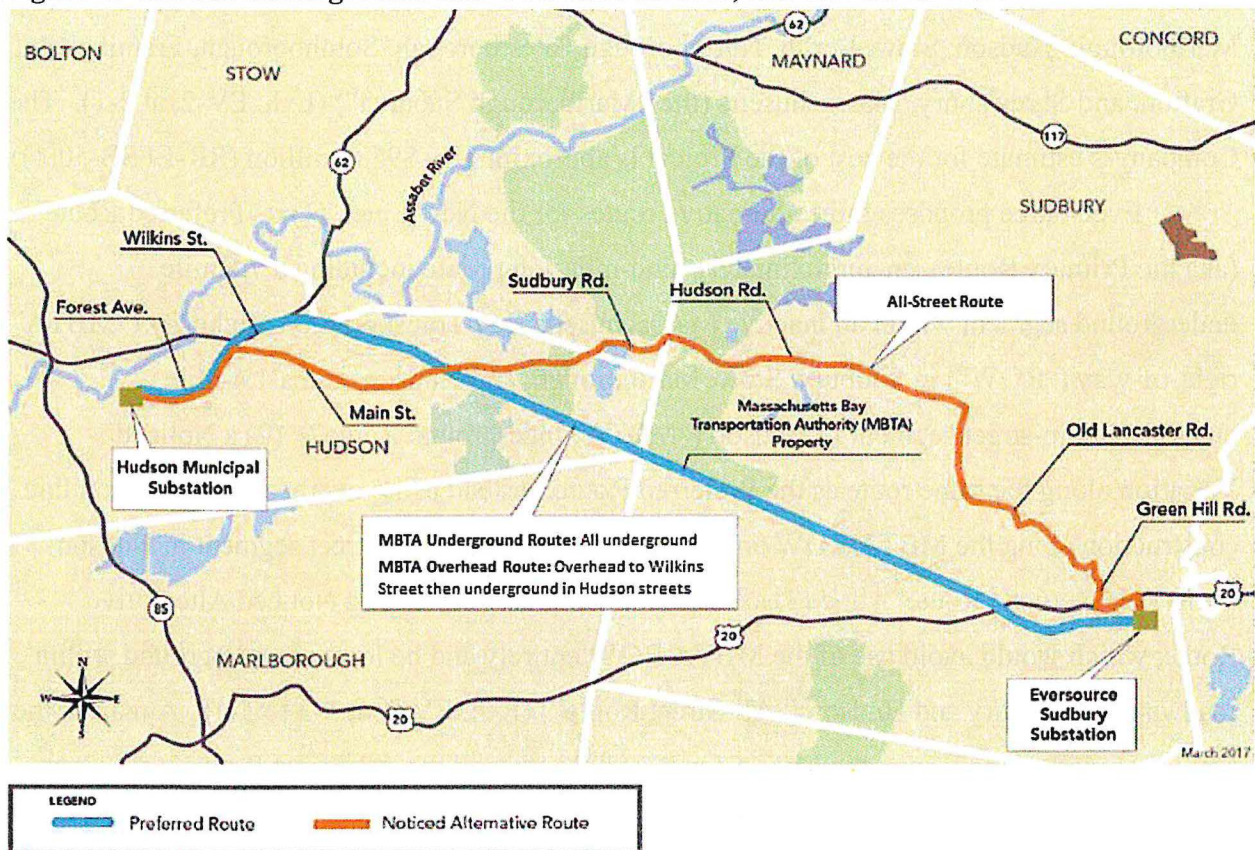 BOLTON
STOW
62
MAYNARD
CONCORD
117
62
SUDBURY
Assabet River
Wilkins St.
Forest Ave.
Sudbury Rd.
Hudson Rd.
All-Street Route
Main St.
HUDSON
Massachusetts Bay
Transportation Authority (MBTA)
Property
Old Lancaster Rd.
Hudson Municipal
Substation
Green Hill Rd.
MBTA Underground Route: All underground
MBTA Overhead Route: Overhead to Wilkins
Street then underground in Hudson streets
85
20
20
MARLBOROUGH
N
W E
S
20
Eversource
Sudbury
Substation
March 2017
LEGEND
Preferred Route
Noticed Alternative Route